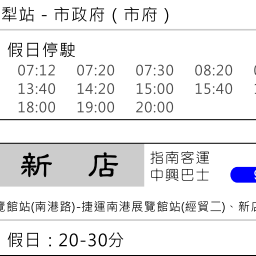 犁站 - 市政府 ( 市府 )
假日停駛
07:12 07:20 07:30 08:20
13:40 14:20 15:00 15:40
18:00 19:00 20:00
新 店
指南客運
中興巴士
覽館站(南港路)-捷運南港展覽館站(經貿二)、新店
假日 : 20-30分